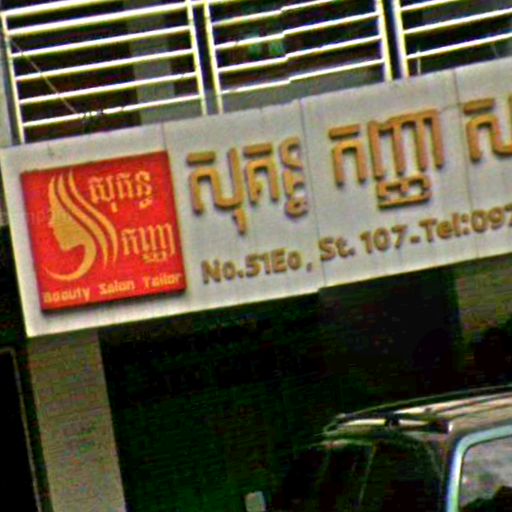 សុគន្ធ
កញ្ញា
Beauty Salon Tailor
សុគន្ធ កញ្ញា ស
No.51Eo, St. 107-Tel:097